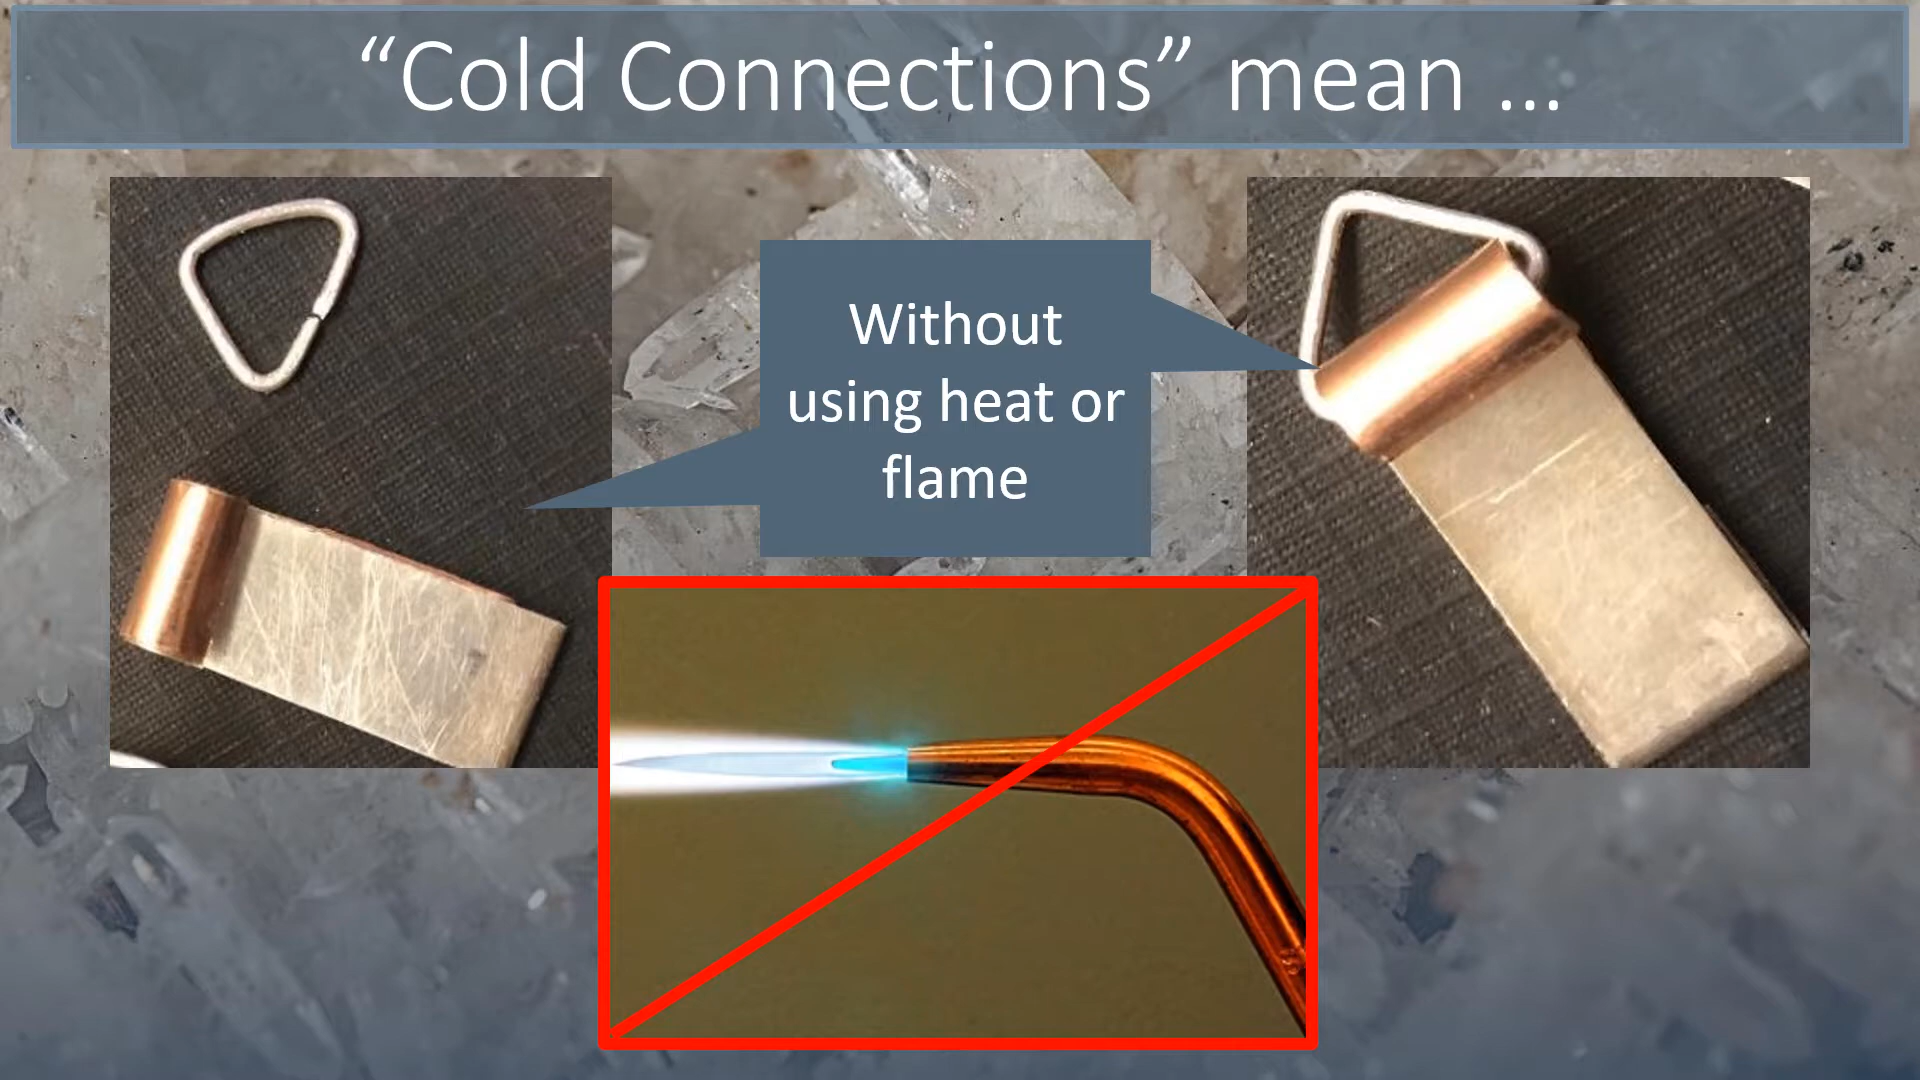 “Cold Connections” mean ...
Without
using heat or
flame